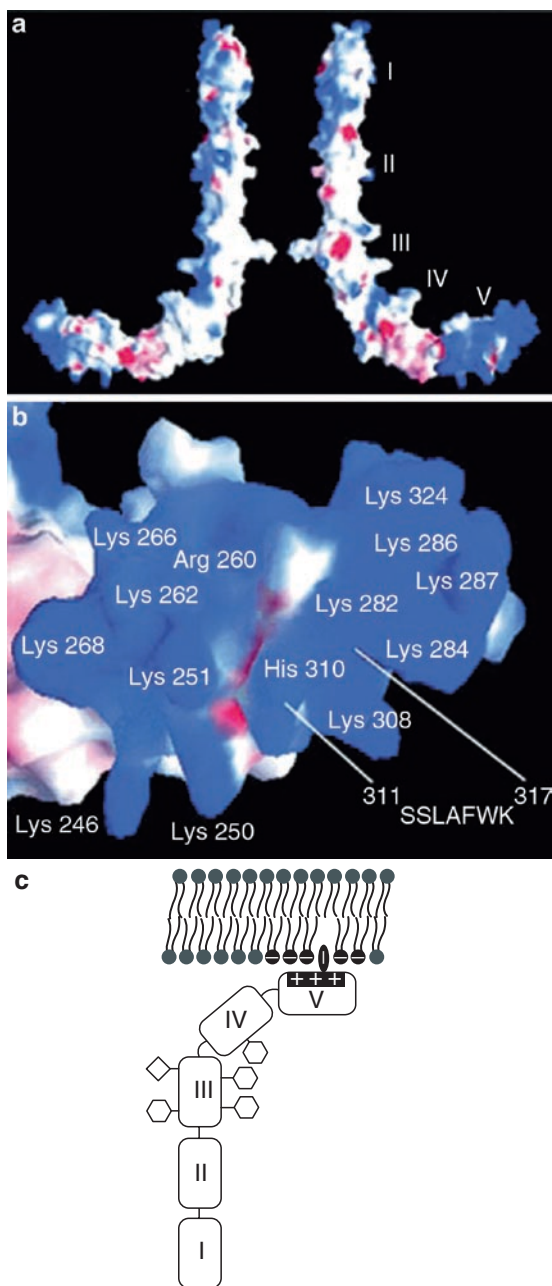 a
I
II
III
IV
V
b
Lys 324
Lys 266
Lys 286
Arg 260
Lys 287
Lys 262
Lys 282
Lys 268
Lys 284
His 310
Lys 251
Lys 308
311
317
SSLAFWK
Lys 246
Lys 250
c
+ + +
V
IV
III
II
I